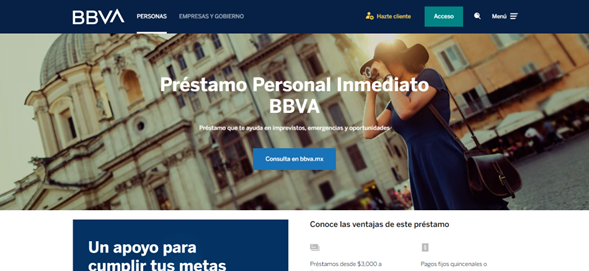 BBVA PERSONAS EMPRESAS Y GOBIERNO Hazte cliente Acceso Menú
Préstamo Personal Inmediato
BBVA
Préstamo que te ayuda en imprevistos, emergencias y oportunidades
Consulta en bbva.mx
Un apoyo para
cumplir tus metas
Conoce las ventajas de este préstamo
Préstamos desde $3,000 a
Pagos fijos quincenales o